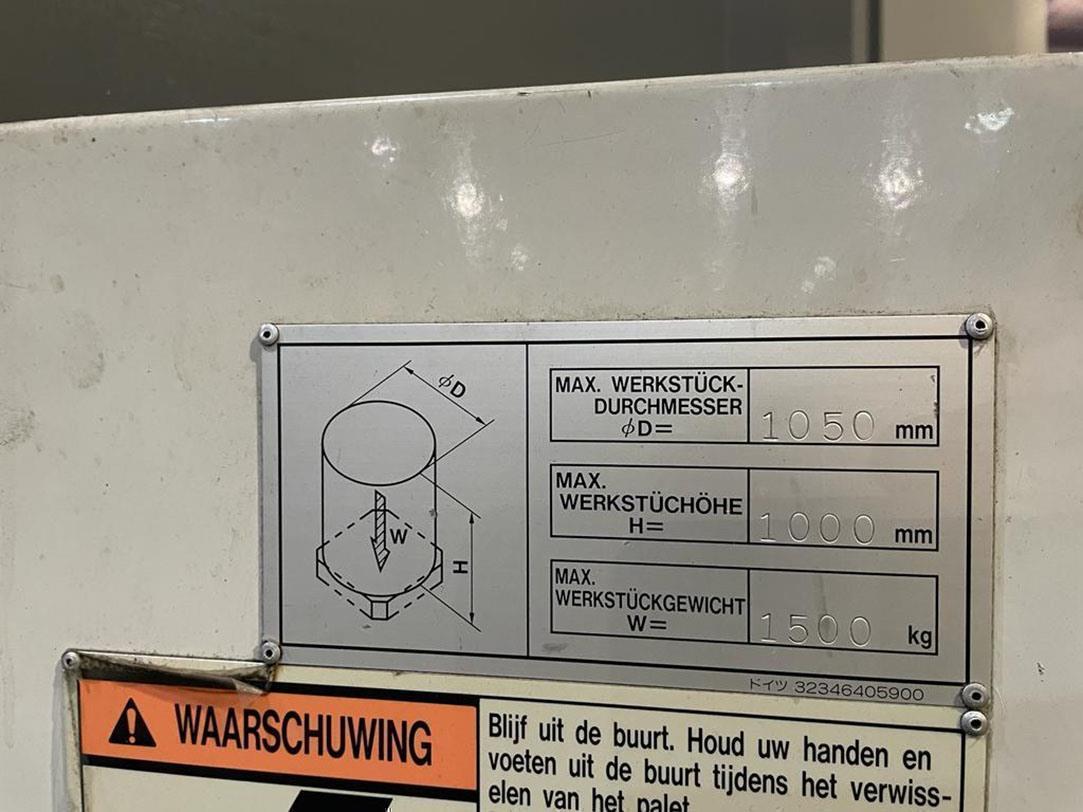 φD
W
H
MAX. WERKSTÜCK-
DURCHMESSER
φD=
1050 mm
MAX.
WERKSTÜCHÖHE
H=
1000 mm
MAX.
WERKSTÜCKGEWICHT
W=
1500 kg
ドイツ 32346405900
WAARSCHUWING
Blijf uit de buurt. Houd uw handen en
voeten uit de buurt tijdens het verwiss-
elen van het palet.